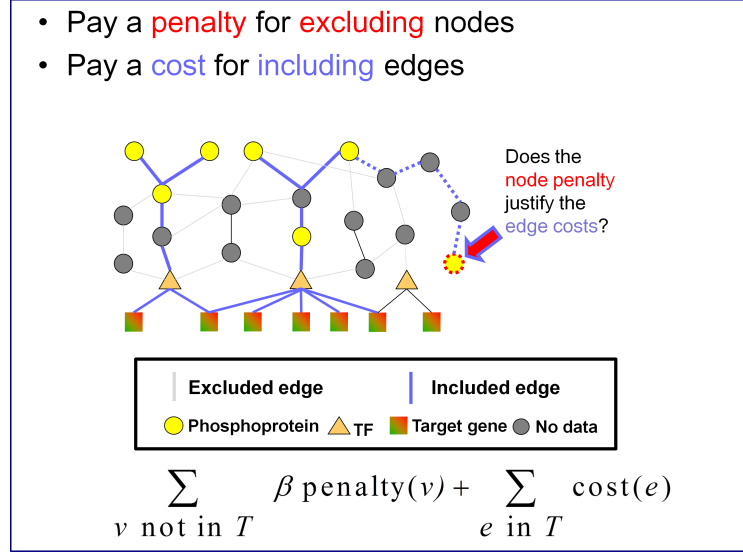 • Pay a penalty for excluding nodes
• Pay a cost for including edges
Does the
node penalty
justify the
edge costs?
Excluded edge
Included edge
Phosphoprotein
TF
Target gene
No data
∑ β penalty(v) + ∑ cost(e)
v not in T e in T